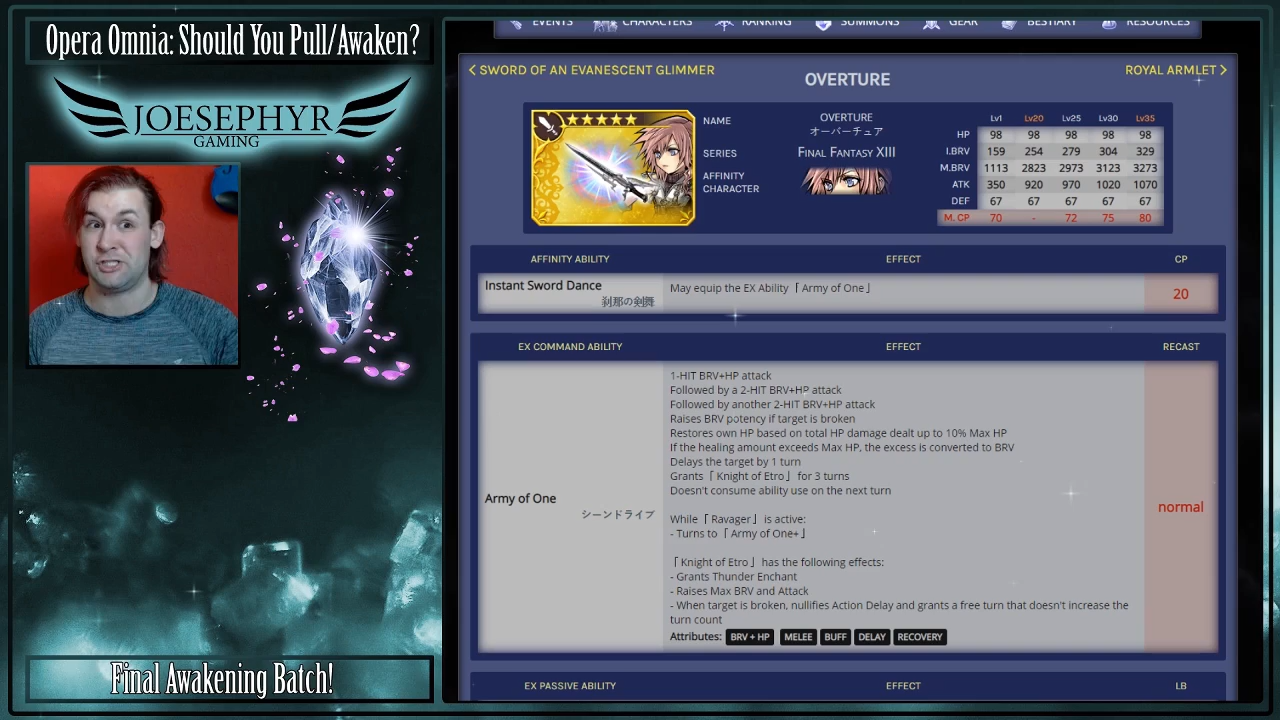 Opera Omnia: Should You Pull/Awaken?
JOESEPHYR
GAMING
Final Awakening Batch!
EVENTS CHARACTERS RANKING SUMMONS GEAR BESTIARY RESOURCES
< SWORD OF AN EVANESCENT GLIMMER
OVERTURE
ROYAL ARMLET >
NAME OVERTURE
オーバーチュア
SERIES FINAL FANTASY XIII
AFFINITY
CHARACTER
Lv1 Lv20 Lv25 Lv30 Lv35
HP 98 98 98 98 98
I.BRV 159 254 279 304 329
M.BRV 1113 2823 2973 3123 3273
ATK 350 920 970 1020 1070
DEF 67 67 67 67 67
M. CP 70 - 72 75 80
AFFINITY ABILITY EFFECT CP
Instant Sword Dance May equip the EX Ability「Army of One」 20
刹那の剣舞
EX COMMAND ABILITY EFFECT RECAST
1-HIT BRV+HP attack
Followed by a 2-HIT BRV+HP attack
Followed by another 2-HIT BRV+HP attack
Raises BRV potency if target is broken
Restores own HP based on total HP damage dealt up to 10% Max HP
If the healing amount exceeds Max HP, the excess is converted to BRV
Delays the target by 1 turn
Grants「Knight of Etro」for 3 turns
Doesn't consume ability use on the next turn
Army of One
シーンドライブ
normal
While「Ravager」is active:
- Turns to「Army of One+」
「Knight of Etro」has the following effects:
- Grants Thunder Enchant
- Raises Max BRV and Attack
- When target is broken, nullifies Action Delay and grants a free turn that doesn't increase the
turn count
Attributes: BRV + HP MELEE BUFF DELAY RECOVERY
EX PASSIVE ABILITY EFFECT LB